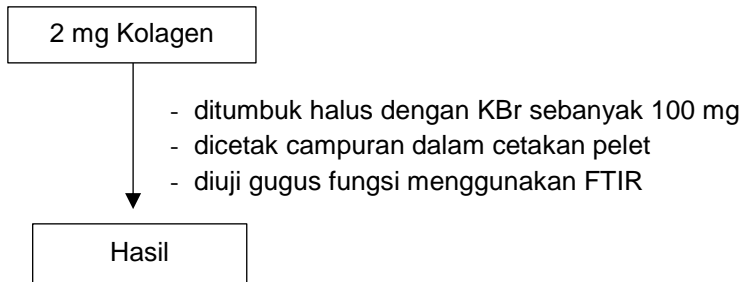 2 mg Kolagen
- ditumbuk halus dengan KBr sebanyak 100 mg
- dicetak campuran dalam cetakan pelet
- diuji gugus fungsi menggunakan FTIR
Hasil